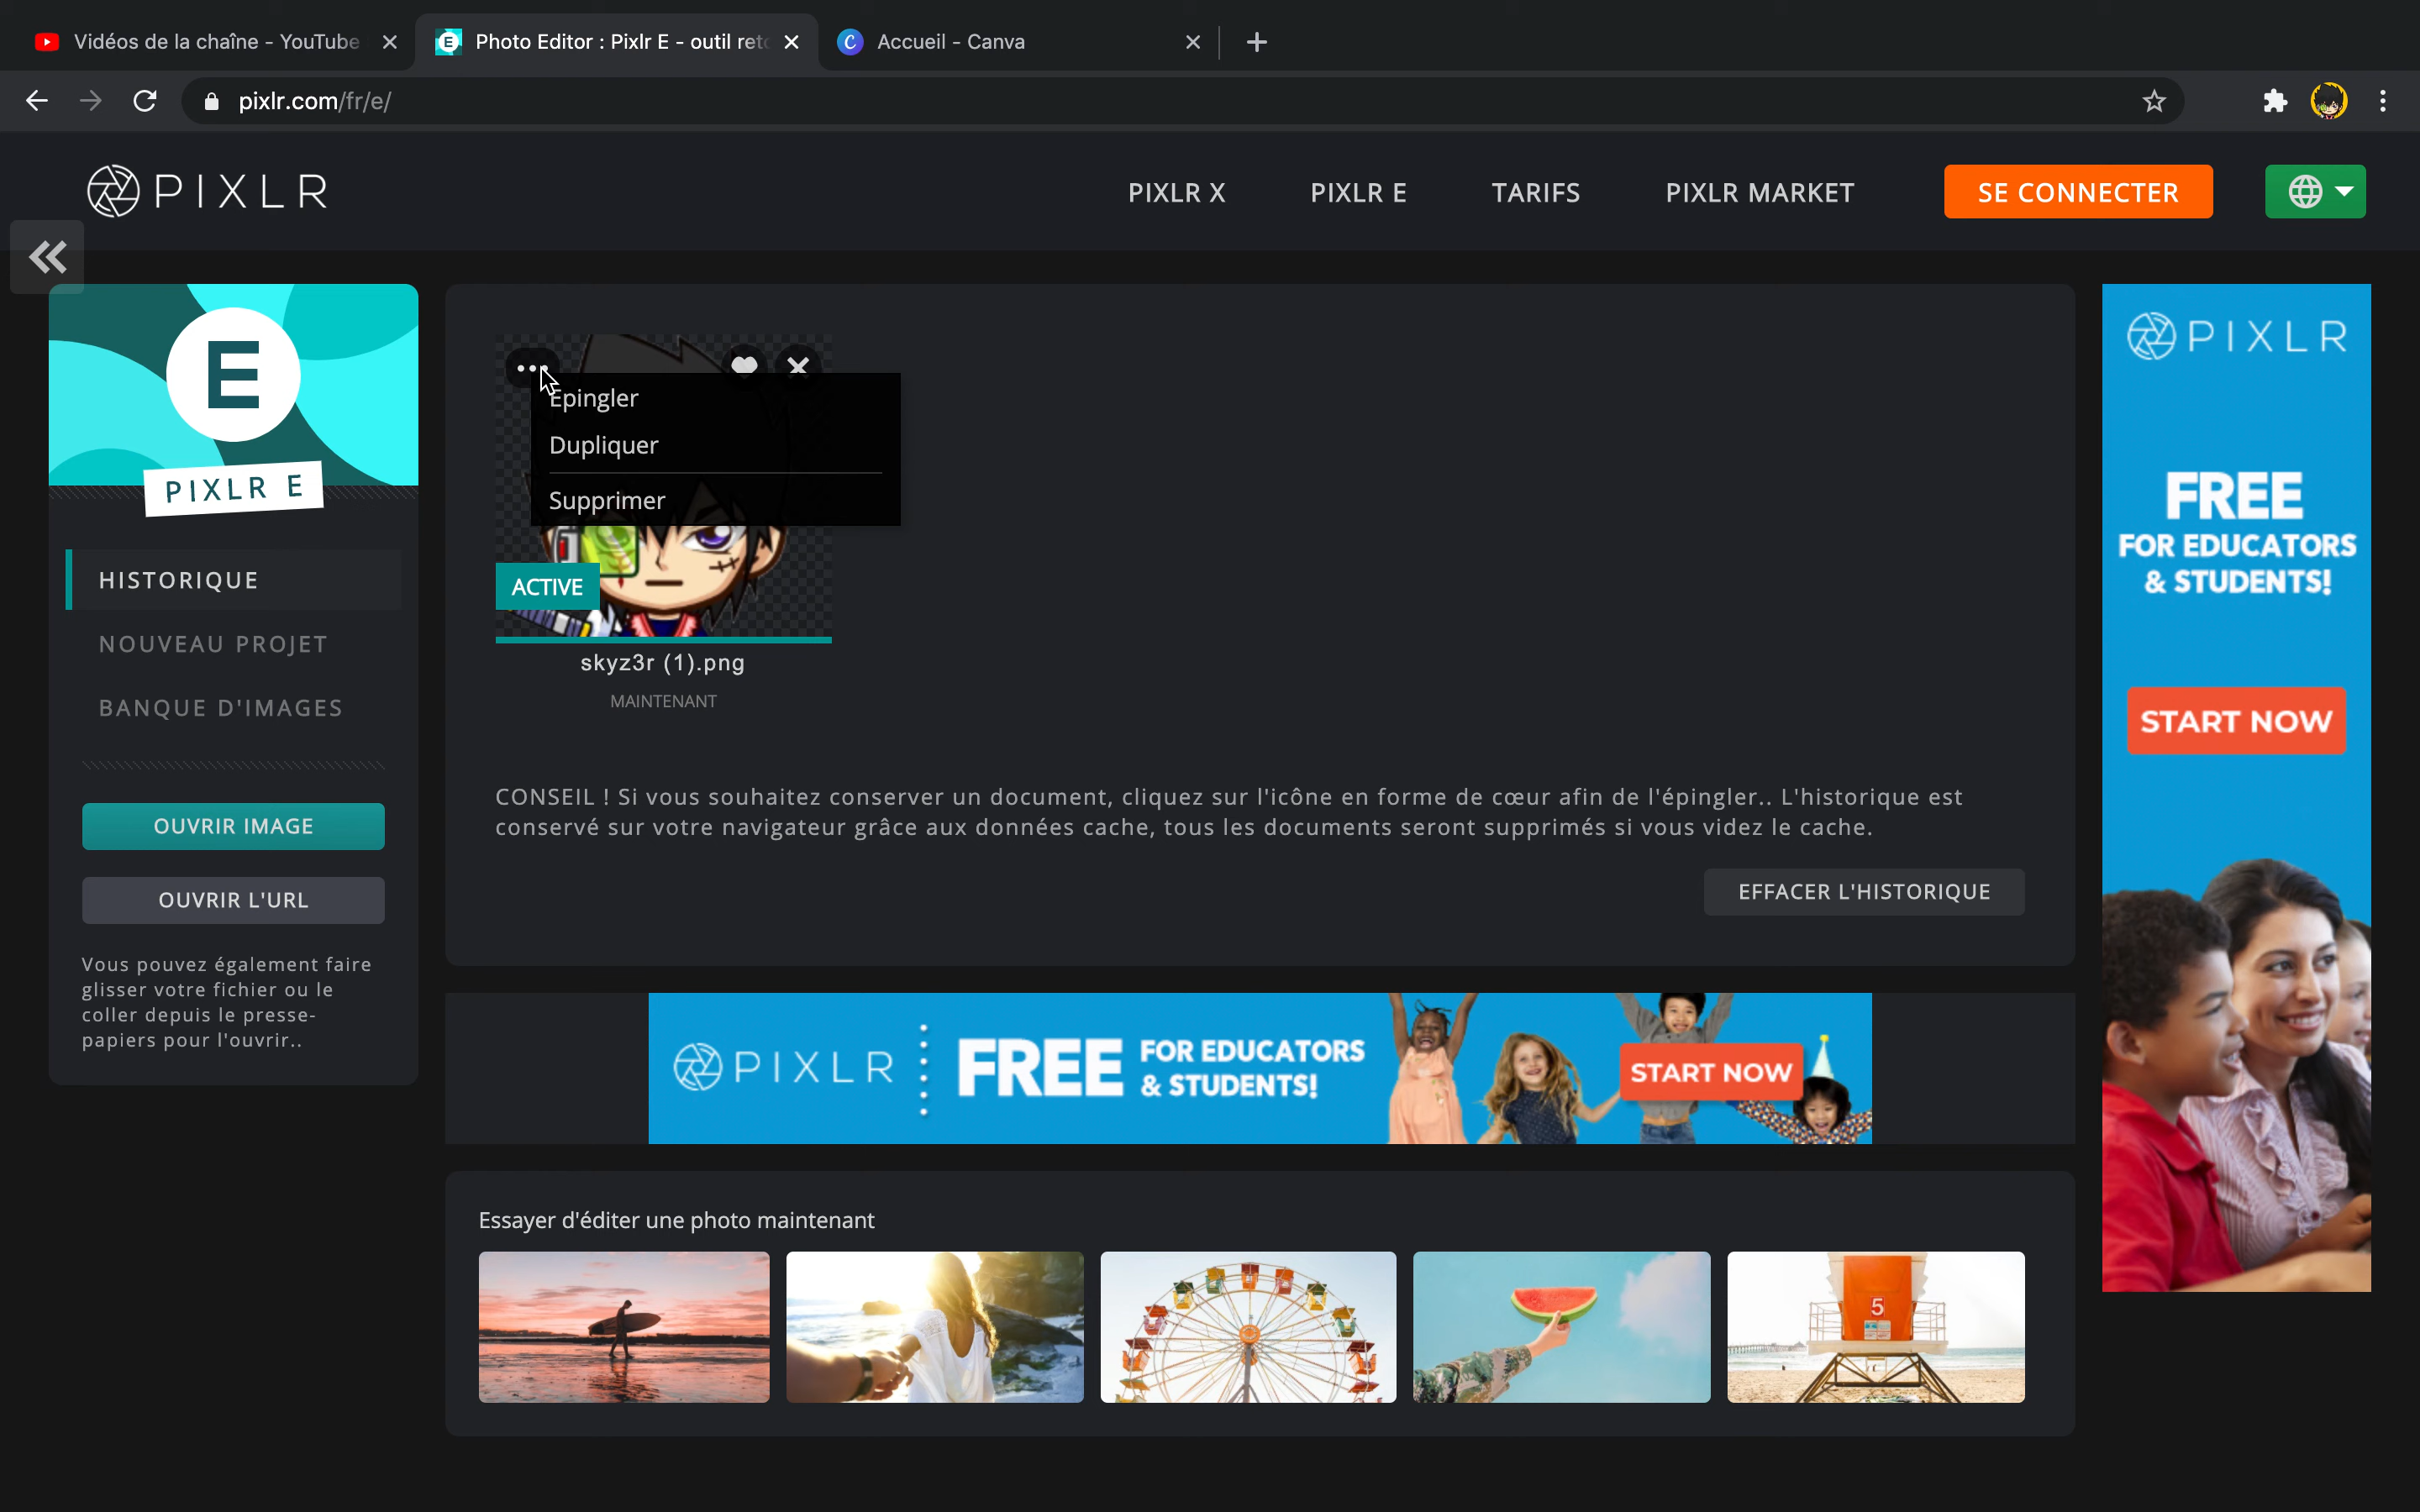 Vidéos de la chaîne - YouTube
Photo Editor : Pixlr E - outil reto
Accueil - Canva
pixlr.com/fr/e/
PIXLR
PIXLR X
PIXLR E
TARIFS
PIXLR MARKET
SE CONNECTER
E
PIXLR E
HISTORIQUE
NOUVEAU PROJET
BANQUE D'IMAGES
OUVRIR IMAGE
OUVRIR L'URL
Vous pouvez également faire
glisser votre fichier ou le
coller depuis le presse-
papiers pour l'ouvrir..
Épingler
Dupliquer
Supprimer
ACTIVE
skyz3r (1).png
MAINTENANT
CONSEIL ! Si vous souhaitez conserver un document, cliquez sur l'icône en forme de cœur afin de l'épingler.. L'historique est
conservé sur votre navigateur grâce aux données cache, tous les documents seront supprimés si vous videz le cache.
EFFACER L'HISTORIQUE
PIXLR
FREE
FOR EDUCATORS
& STUDENTS!
START NOW
Essayer d'éditer une photo maintenant
5
PIXLR
FREE
FOR EDUCATORS
& STUDENTS!
START NOW